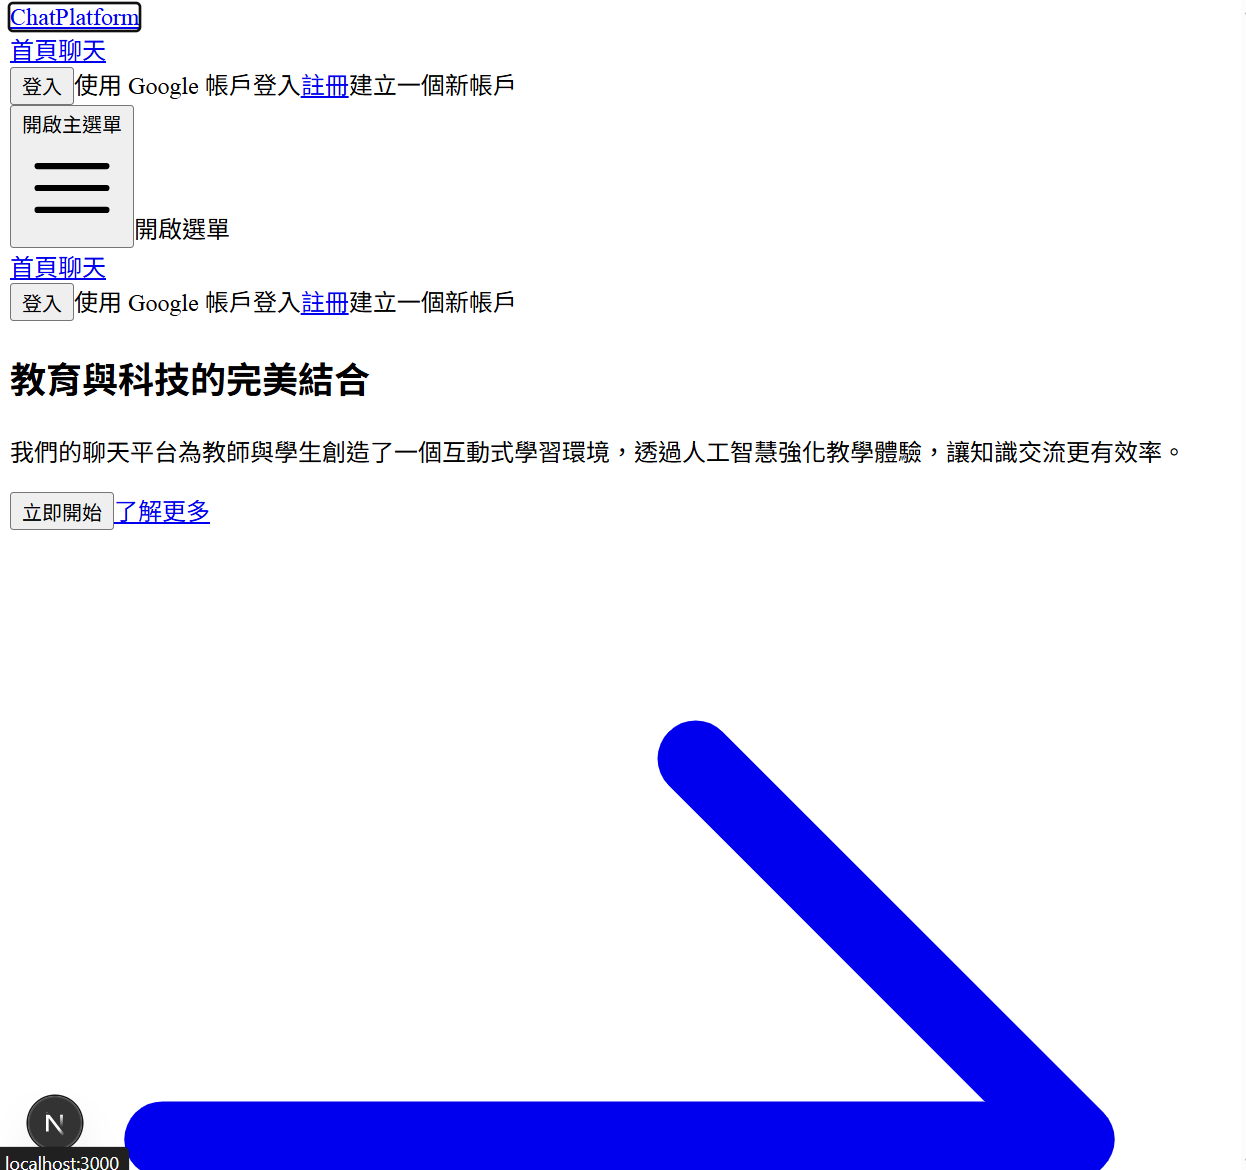 ChatPlatform
首頁聊天
登入使用 Google 帳戶登入註冊建立一個新帳戶
開啟主選單
開啟選單
首頁聊天
登入使用 Google 帳戶登入註冊建立一個新帳戶
教育與科技的完美結合
我們的聊天平台為教師與學生創造了一個互動式學習環境，透過人工智慧強化教學體驗，讓知識交流更有效率。
立即開始了解更多
N
localhost:3000